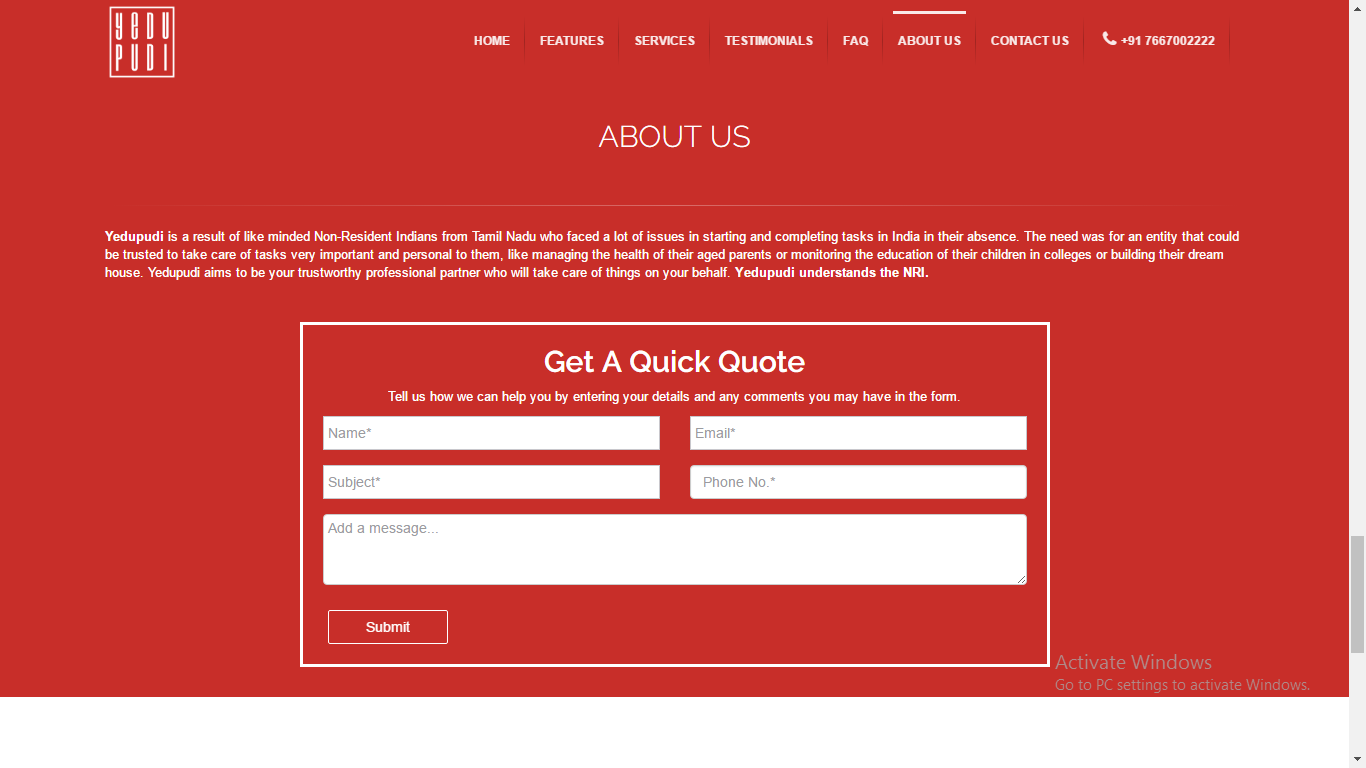 YEDU
PUDI
HOME FEATURES SERVICES TESTIMONIALS FAQ ABOUT US CONTACT US +91 7667002222
ABOUT US
Yedupudi is a result of like minded Non-Resident Indians from Tamil Nadu who faced a lot of issues in starting and completing tasks in India in their absence. The need was for an entity that could
be trusted to take care of tasks very important and personal to them, like managing the health of their aged parents or monitoring the education of their children in colleges or building their dream
house. Yedupudi aims to be your trustworthy professional partner who will take care of things on your behalf. Yedupudi understands the NRI.
Get A Quick Quote
Tell us how we can help you by entering your details and any comments you may have in the form.
Name* Email*
Subject* Phone No.*
Add a message...
Submit
Activate Windows
Go to PC settings to activate Windows.